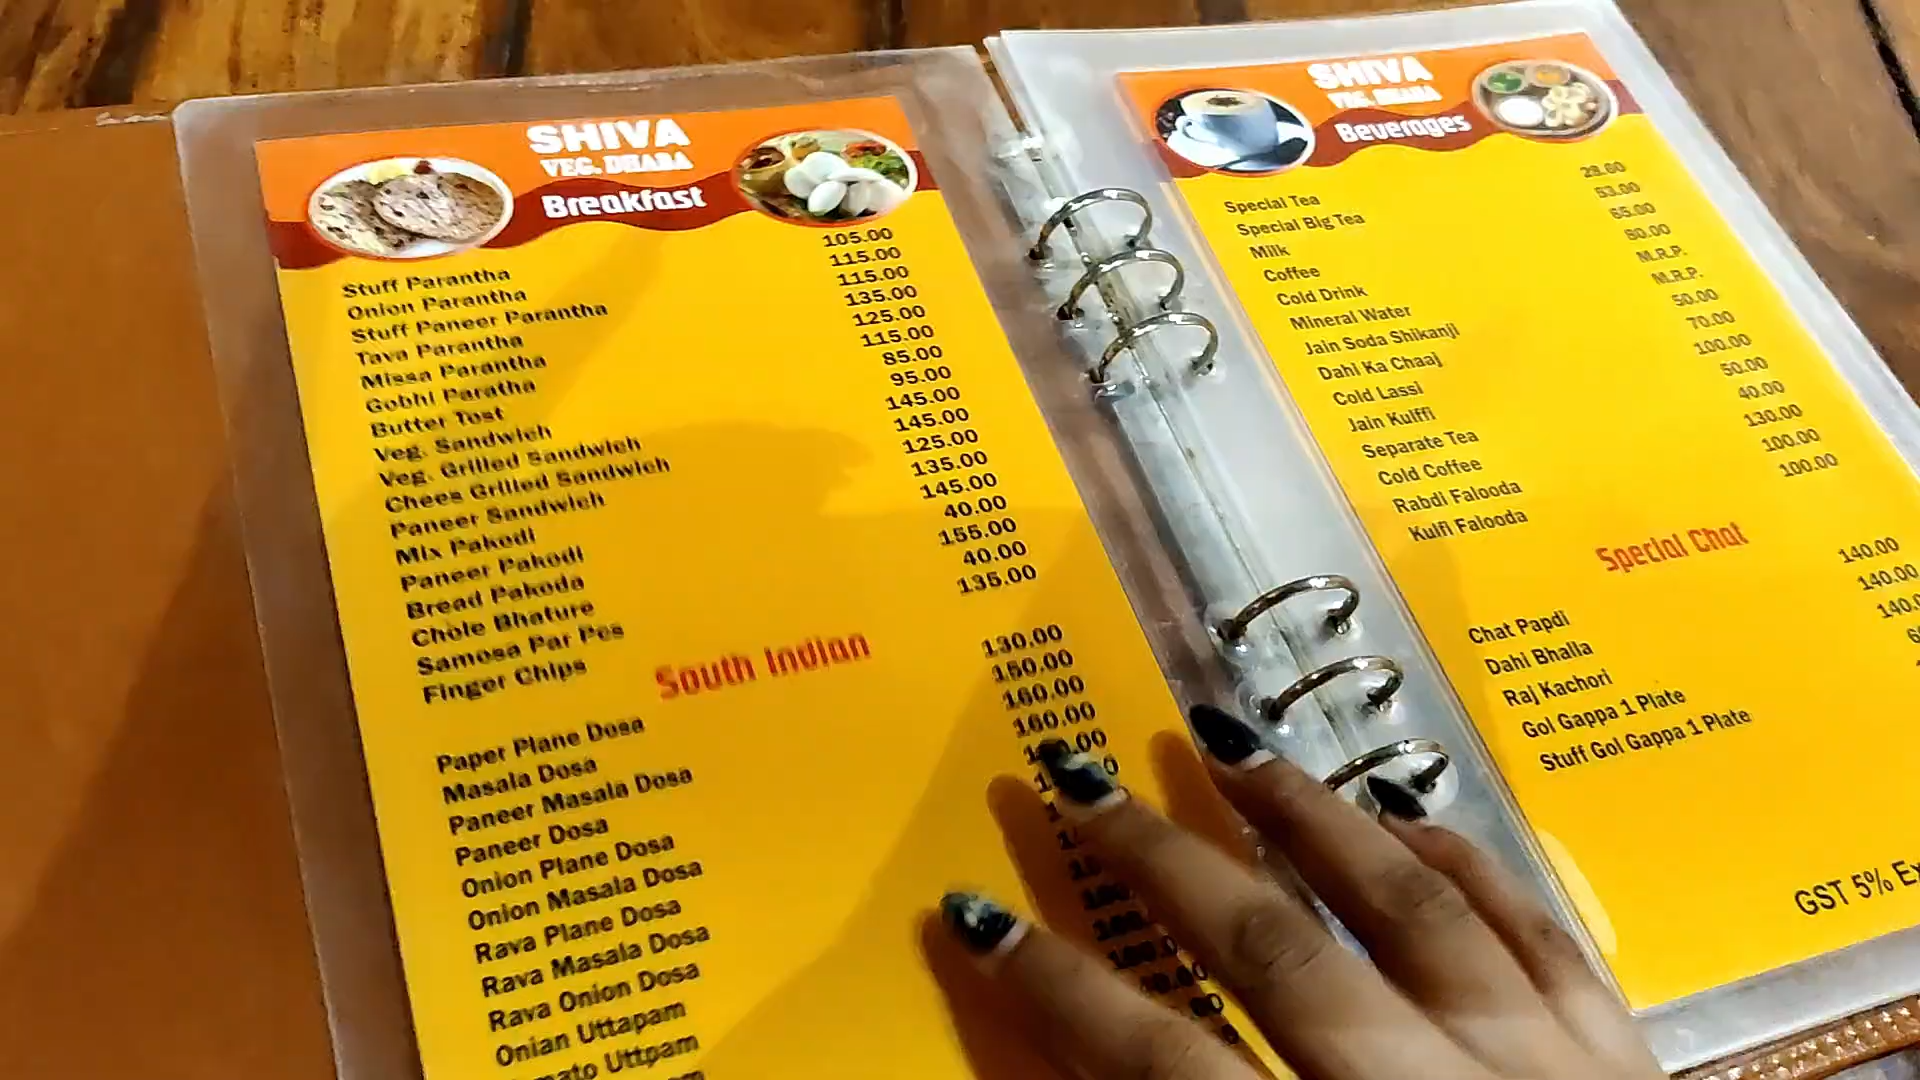 SHIVA
VEG. DHABA
Breakfast
Stuff Parantha 105.00
Onion Parantha 115.00
Stuff Paneer Parantha 115.00
Tava Parantha 135.00
Missa Parantha 125.00
Gobhi Paratha 115.00
Butter Tost 85.00
Veg. Sandwich 95.00
Veg. Grilled Sandwich 145.00
Chees Grilled Sandwich 145.00
Paneer Sandwich 125.00
Mix Pakodi 135.00
Paneer Pakodi 145.00
Bread Pakoda 40.00
Chole Bhature 155.00
Samosa Par Pcs 40.00
Finger Chips 135.00
South Indian
Paper Plane Dosa 130.00
Masala Dosa 150.00
Paneer Masala Dosa 160.00
Paneer Dosa 160.00
Onion Plane Dosa
Onion Masala Dosa
Rava Plane Dosa
Rava Masala Dosa
Rava Onion Dosa
Onian Uttapam
mato Uttpam
SHIVA
VEG. DHABA
Beverages
Special Tea
Special Big Tea 53.00
Milk 65.00
Coffee 80.00
Cold Drink M.R.P.
Mineral Water M.R.P.
Jain Soda Shikanji 50.00
Dahi Ka Chaaj 70.00
Cold Lassi 100.00
Jain Kulffi 50.00
Separate Tea 40.00
Cold Coffee 130.00
Rabdi Falooda 100.00
Kulfi Falooda 100.00
Special Chat
Chat Papdi 140.00
Dahi Bhalla 140.00
Raj Kachori 140.0
Gol Gappa 1 Plate
Stuff Gol Gappa 1 Plate
GST 5% Ex